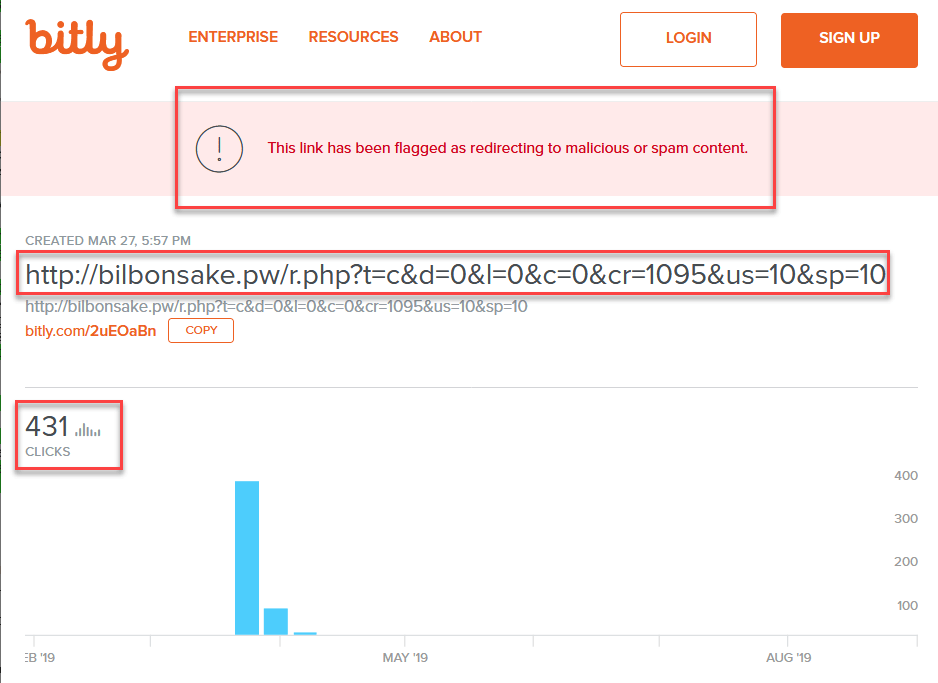 bitly ENTERPRISE RESOURCES ABOUT LOGIN SIGN UP
! This link has been flagged as redirecting to malicious or spam content.
CREATED MAR 27, 5:57 PM
http://bilbonsake.pw/r.php?t=c&d=0&l=0&c=0&cr=1095&us=10&sp=10
http://bilbonsake.pw/r.php?t=c&d=0&l=0&c=0&cr=1095&us=10&sp=10
bitly.com/2uEOaBn COPY
431
CLICKS
400
300
200
100
EB '19 MAY '19 AUG '19